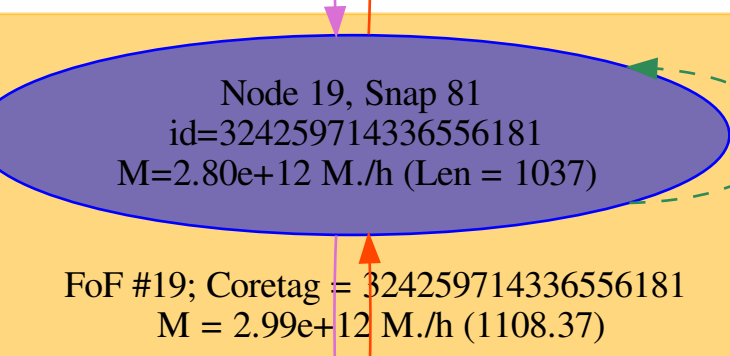 Node 19, Snap 81
id=324259714336556181
M=2.80e+12 M./h (Len = 1037)
FoF #19; Coretag = 324259714336556181
M = 2.99e+12 M./h (1108.37)